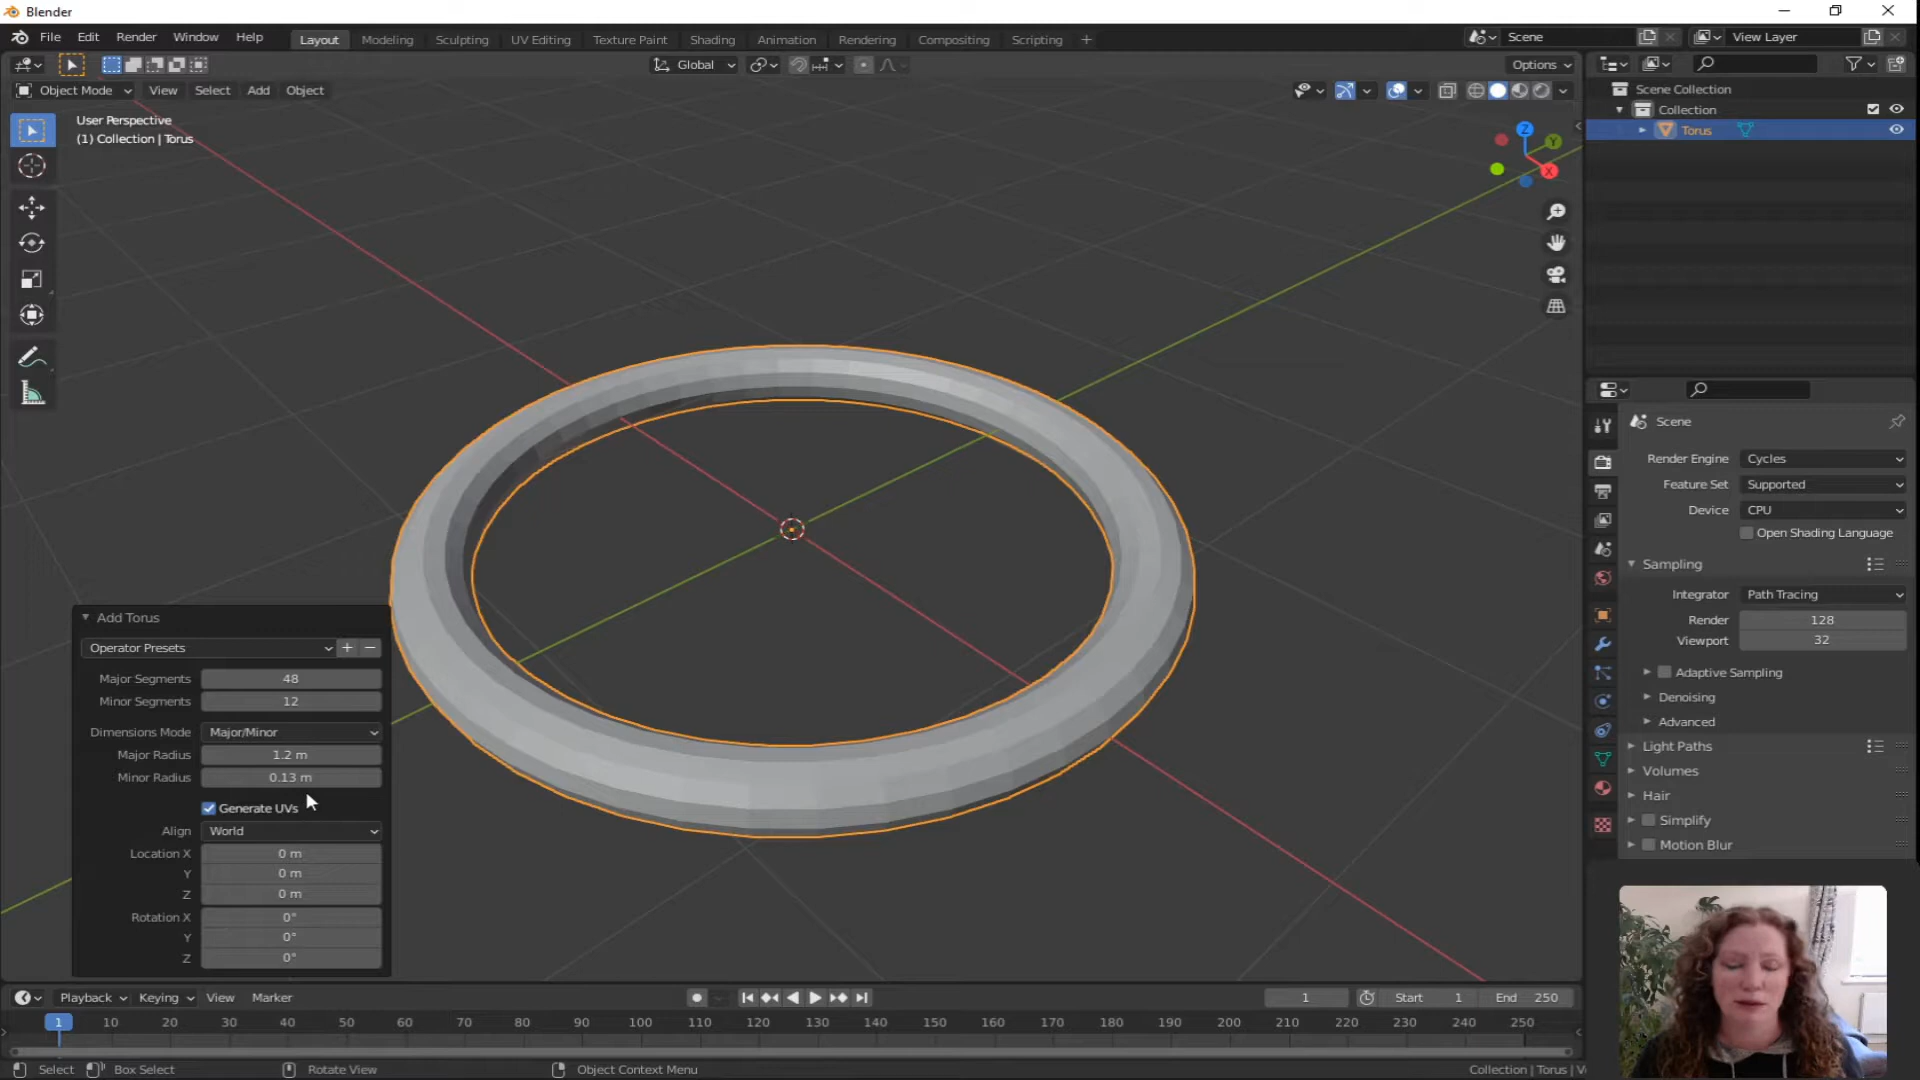 Blender
File Edit Render Window Help Layout Modeling Sculpting UV Editing Texture Paint Shading Animation Rendering Compositing Scripting + Scene View Layer
Global Options
Object Mode View Select Add Object
User Perspective
(1) Collection | Torus
Z
Y
X
Scene Collection
Collection
Torus
Scene
Render Engine Cycles
Feature Set Supported
Device CPU
Open Shading Language
Sampling
Integrator Path Tracing
Render 128
Viewport 32
Adaptive Sampling
Denoising
Advanced
Light Paths
Volumes
Hair
Simplify
Motion Blur
Add Torus
Operator Presets + −
Major Segments 48
Minor Segments 12
Dimensions Mode Major/Minor
Major Radius 1.2 m
Minor Radius 0.13 m
Generate UVs
Align World
Location X 0 m
Y 0 m
Z 0 m
Rotation X 0°
Y 0°
Z 0°
Playback Keying View Marker 1 Start 1 End 250
1 10 20 30 40 50 60 70 80 90 100 110 120 130 140 150 160 170 180 190 200 210 220 230 240 250
Select Box Select Rotate View Object Context Menu Collection | Torus | V